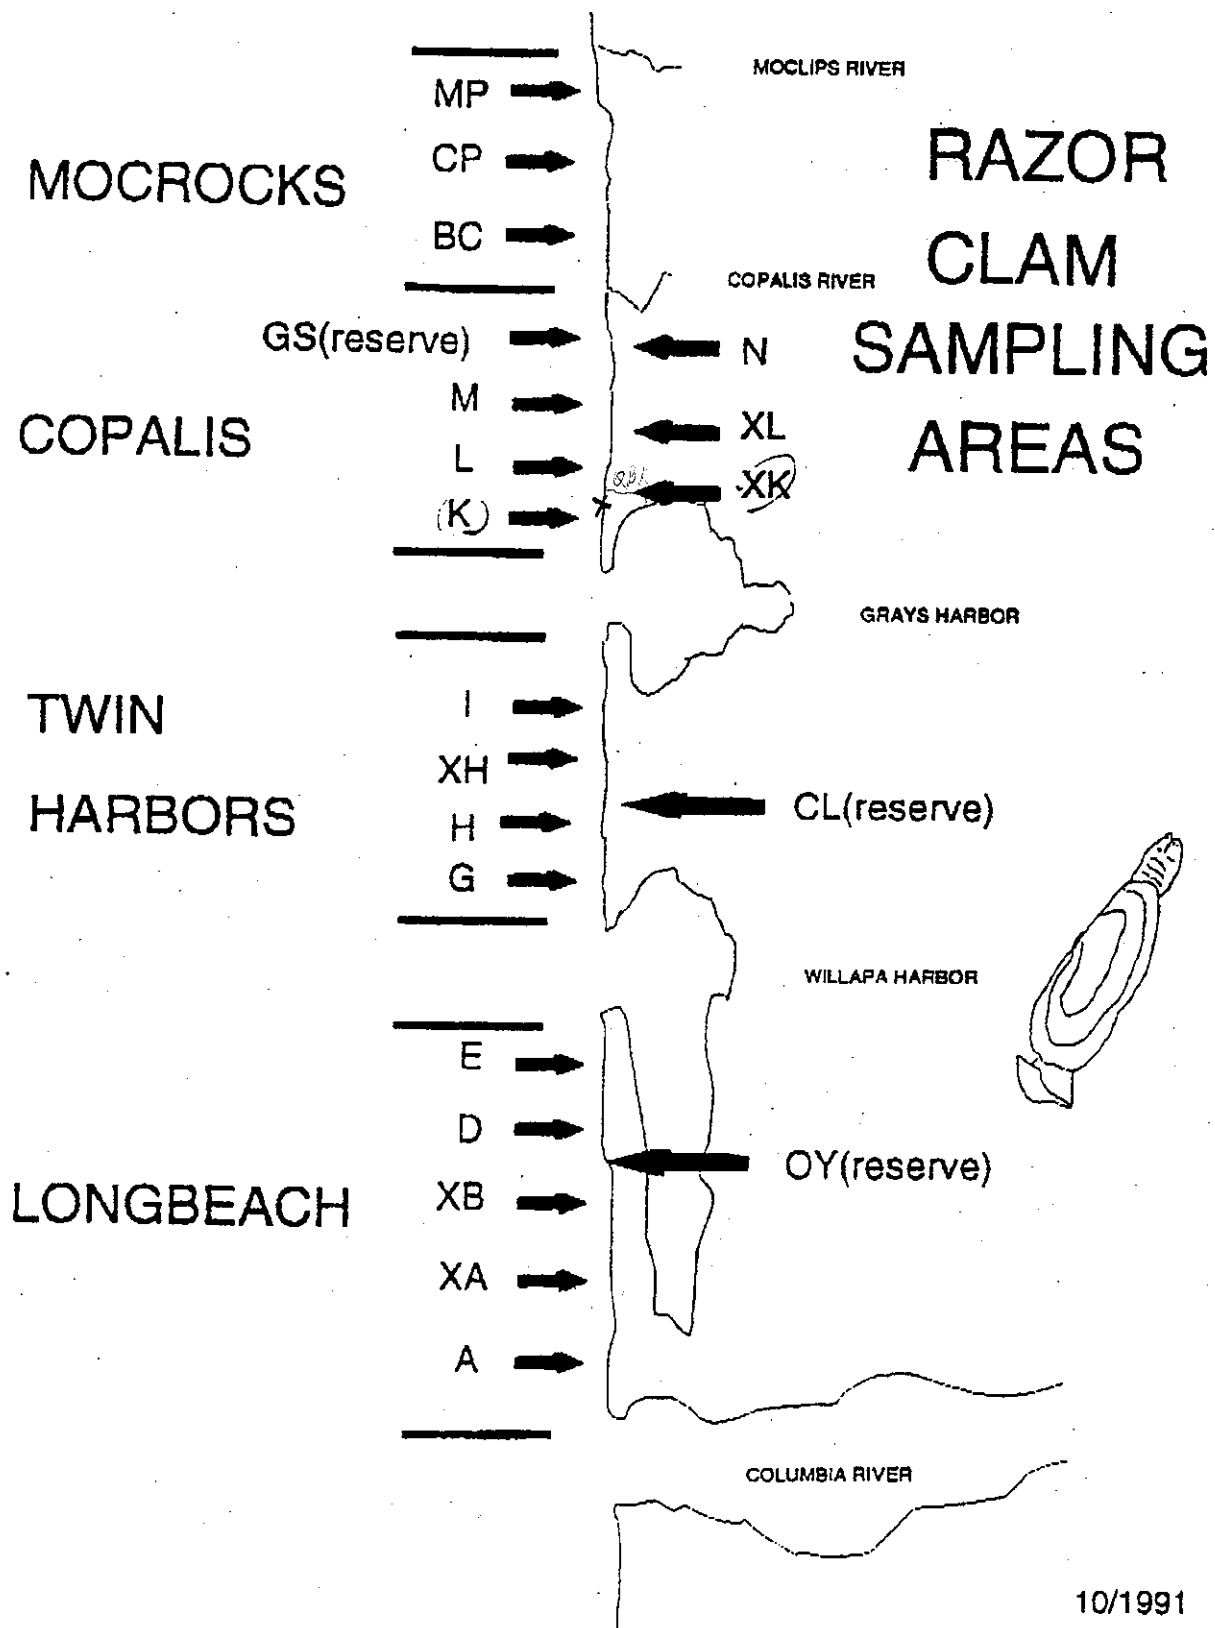 MOCLIPS RIVER
MP
RAZOR
CP
MOCROCKS
BC
CLAM
COPALIS RIVER
GS(reserve)
N
SAMPLING
M
XL
COPALIS
AREAS
L
XK
(K)
GRAYS HARBOR
TWIN
I
XH
HARBORS
CL(reserve)
H
G
WILLAPA HARBOR
E
D
OY(reserve)
XB
LONGBEACH
XA
A
COLUMBIA RIVER
10/1991